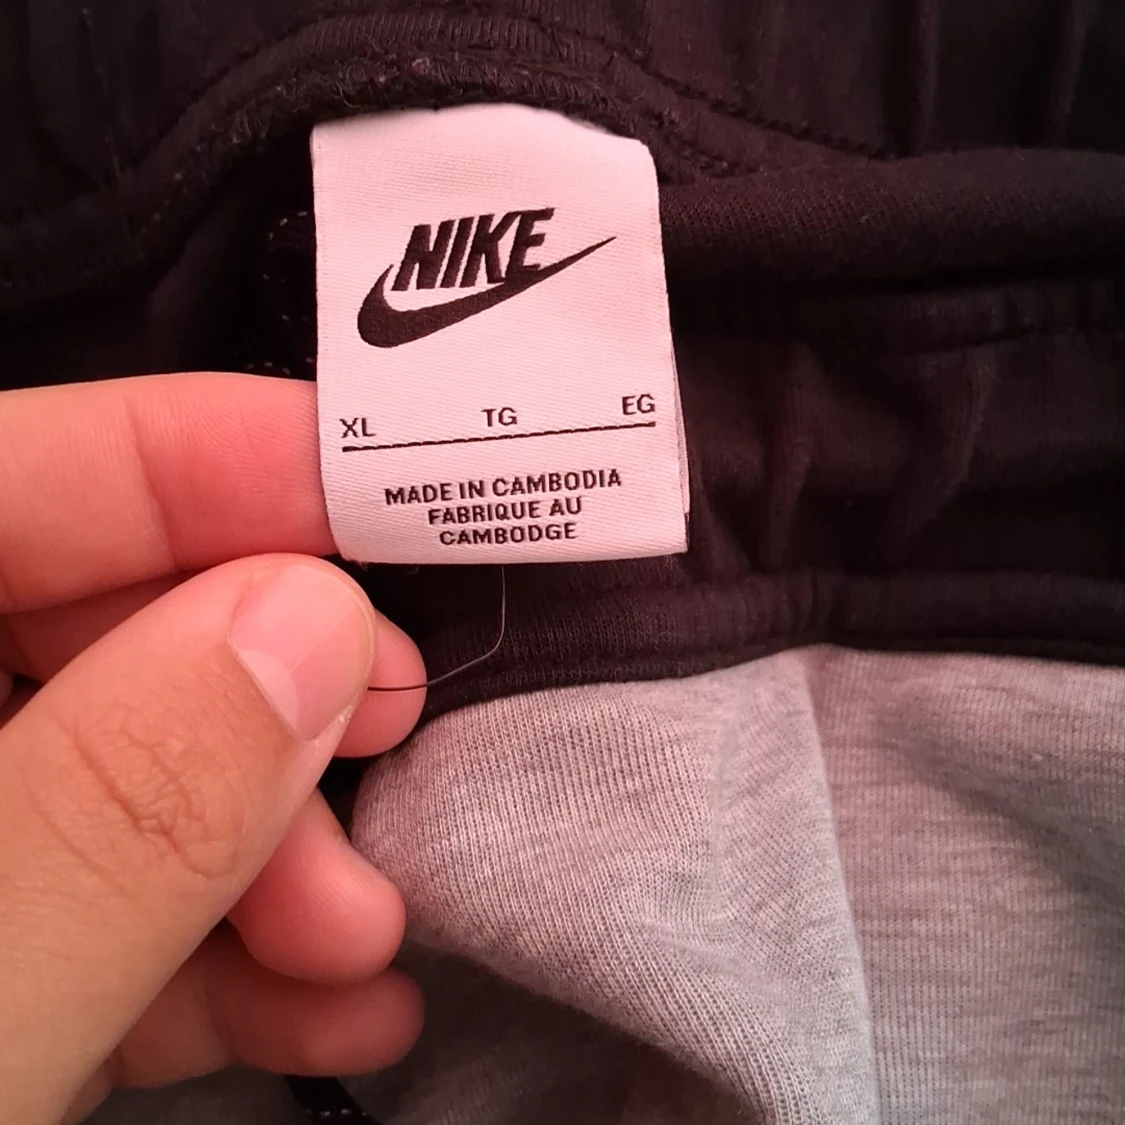 NIKE
XL TG EG
MADE IN CAMBODIA
FABRIQUE AU
CAMBODGE